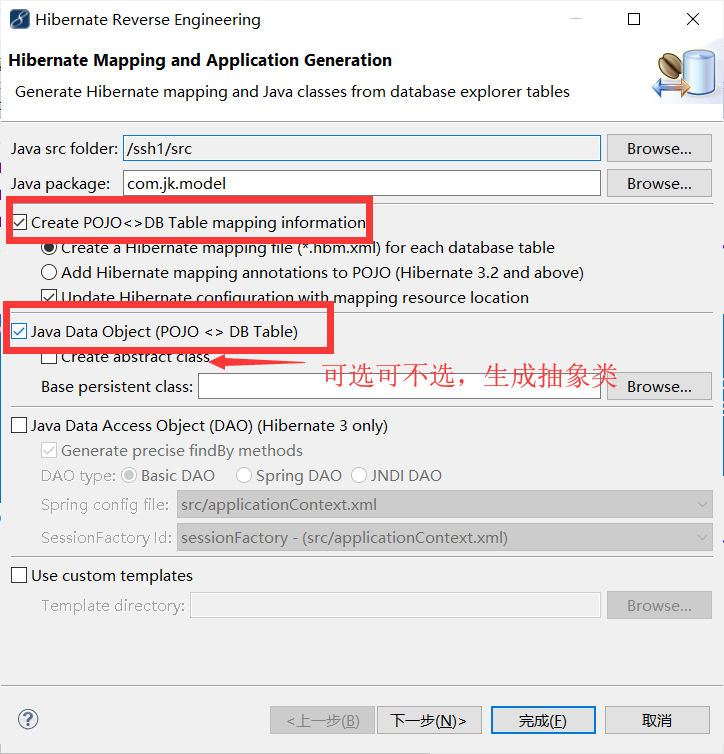 Hibernate Reverse Engineering
Hibernate Mapping and Application Generation
Generate Hibernate mapping and Java classes from database explorer tables
Java src folder: /ssh1/src Browse...
Java package: com.jk.model Browse...
Create POJO<>DB Table mapping information
Create a Hibernate mapping file (*.hbm.xml) for each database table
Add Hibernate mapping annotations to POJO (Hibernate 3.2 and above)
Update Hibernate configuration with mapping resource location
Java Data Object (POJO <> DB Table)
Create abstract class
可选可不选，生成抽象类
Base persistent class: Browse...
Java Data Access Object (DAO) (Hibernate 3 only)
Generate precise findBy methods
DAO type: Basic DAO Spring DAO JNDI DAO
Spring config file: src/applicationContext.xml
SessionFactory Id: sessionFactory - (src/applicationContext.xml)
Use custom templates
Template directory: Browse...
<上一步(B) 下一步(N)> 完成(F) 取消